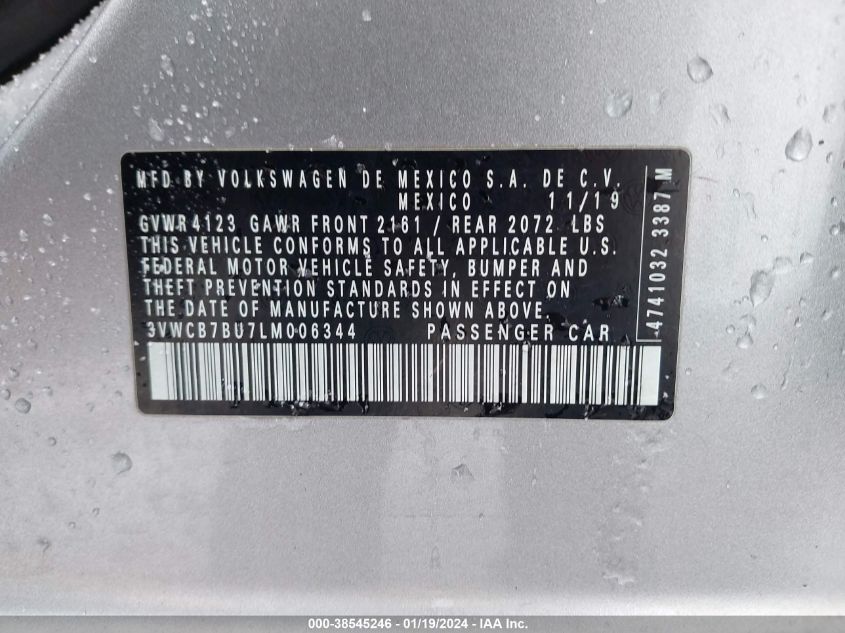 MFD BY VOLKSWAGEN DE MEXICO S.A. DE C.V.
MEXICO 11/19
GVWR 4123 GAWR FRONT 2161 / REAR 2072 LBS
THIS VEHICLE CONFORMS TO ALL APPLICABLE U.S.
FEDERAL MOTOR VEHICLE SAFETY, BUMPER AND
THEFT PREVENTION STANDARDS IN EFFECT ON
THE DATE OF MANUFACTURE SHOWN ABOVE.
3VWCB7BU7LM006344 PASSENGER CAR
4741032 3387 M
000-38545246 - 01/19/2024 - IAA Inc.